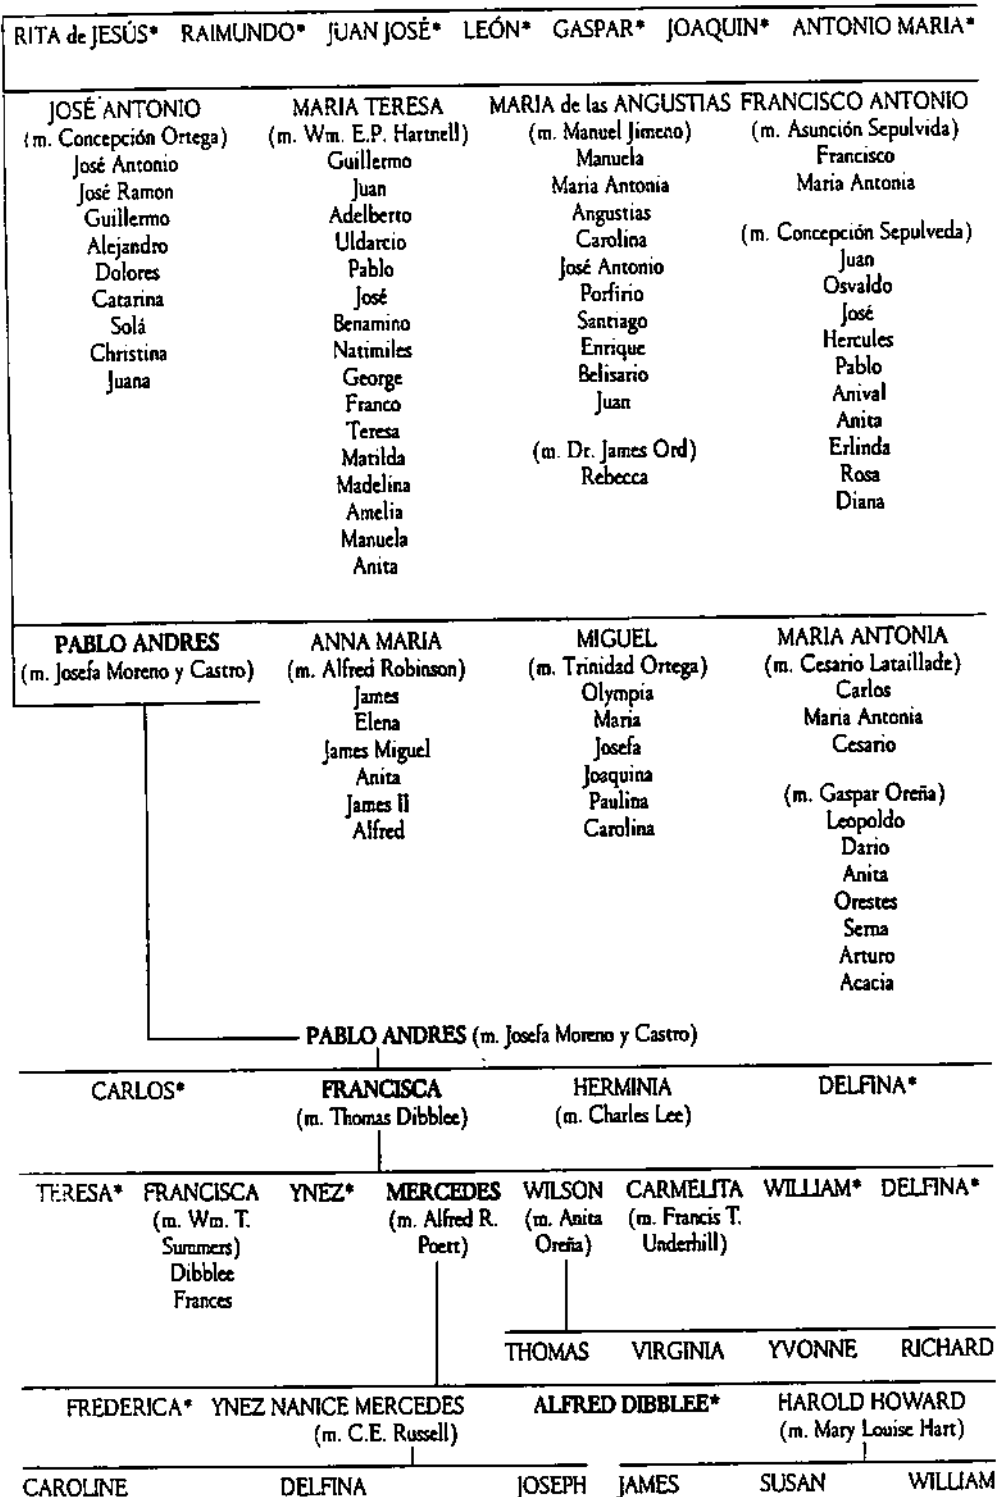 RITA de JESÚS* RAIMUNDO* JUAN JOSÉ* LEÓN* GASPAR* JOAQUIN* ANTONIO MARIA*
JOSÉ ANTONIO
(m. Concepción Ortega)
José Antonio
José Ramon
Guillermo
Alejandro
Dolores
Catarina
Solá
Christina
Juana
MARIA TERESA
(m. Wm. E.P. Hartnell)
Guillermo
Juan
Adelberto
Uldarcio
Pablo
José
Benamino
Natimiles
George
Franco
Teresa
Matilda
Madelina
Amelia
Manuela
Anita
MARIA de las ANGUSTIAS
(m. Manuel Jimeno)
Manuela
Maria Antonia
Angustias
Carolina
José Antonio
Porfirio
Santiago
Enrique
Belisario
Juan
(m. Dr. James Ord)
Rebecca
FRANCISCO ANTONIO
(m. Asunción Sepulvida)
Francisco
Maria Antonia
(m. Concepción Sepulveda)
Juan
Osvaldo
José
Hercules
Pablo
Anival
Anita
Erlinda
Rosa
Diana
PABLO ANDRES
(m. Josefa Moreno y Castro)
ANNA MARIA
(m. Alfred Robinson)
James
Elena
James Miguel
Anita
James II
Alfred
MIGUEL
(m. Trinidad Ortega)
Olympia
Maria
Josefa
Joaquina
Paulina
Carolina
MARIA ANTONIA
(m. Cesario Lataillade)
Carlos
Maria Antonia
Cesario
(m. Gaspar Oreña)
Leopoldo
Dario
Anita
Orestes
Serna
Arturo
Acacia
PABLO ANDRES (m. Josefa Moreno y Castro)
CARLOS*
FRANCISCA
(m. Thomas Dibblee)
HERMINIA
(m. Charles Lee)
DELFINA*
TERESA*
FRANCISCA
(m. Wm. T.
Summers)
Dibblee
Frances
YNEZ*
MERCEDES
(m. Alfred R.
Poett)
WILSON
(m. Anita
Oreña)
CARMELITA
(m. Francis T.
Underhill)
WILLIAM*
DELFINA*
THOMAS VIRGINIA YVONNE RICHARD
FREDERICA*
YNEZ NANICE MERCEDES
(m. C.E. Russell)
ALFRED DIBBLEE*
HAROLD HOWARD
(m. Mary Louise Hart)
CAROLINE DELFINA JOSEPH JAMES SUSAN WILLIAM